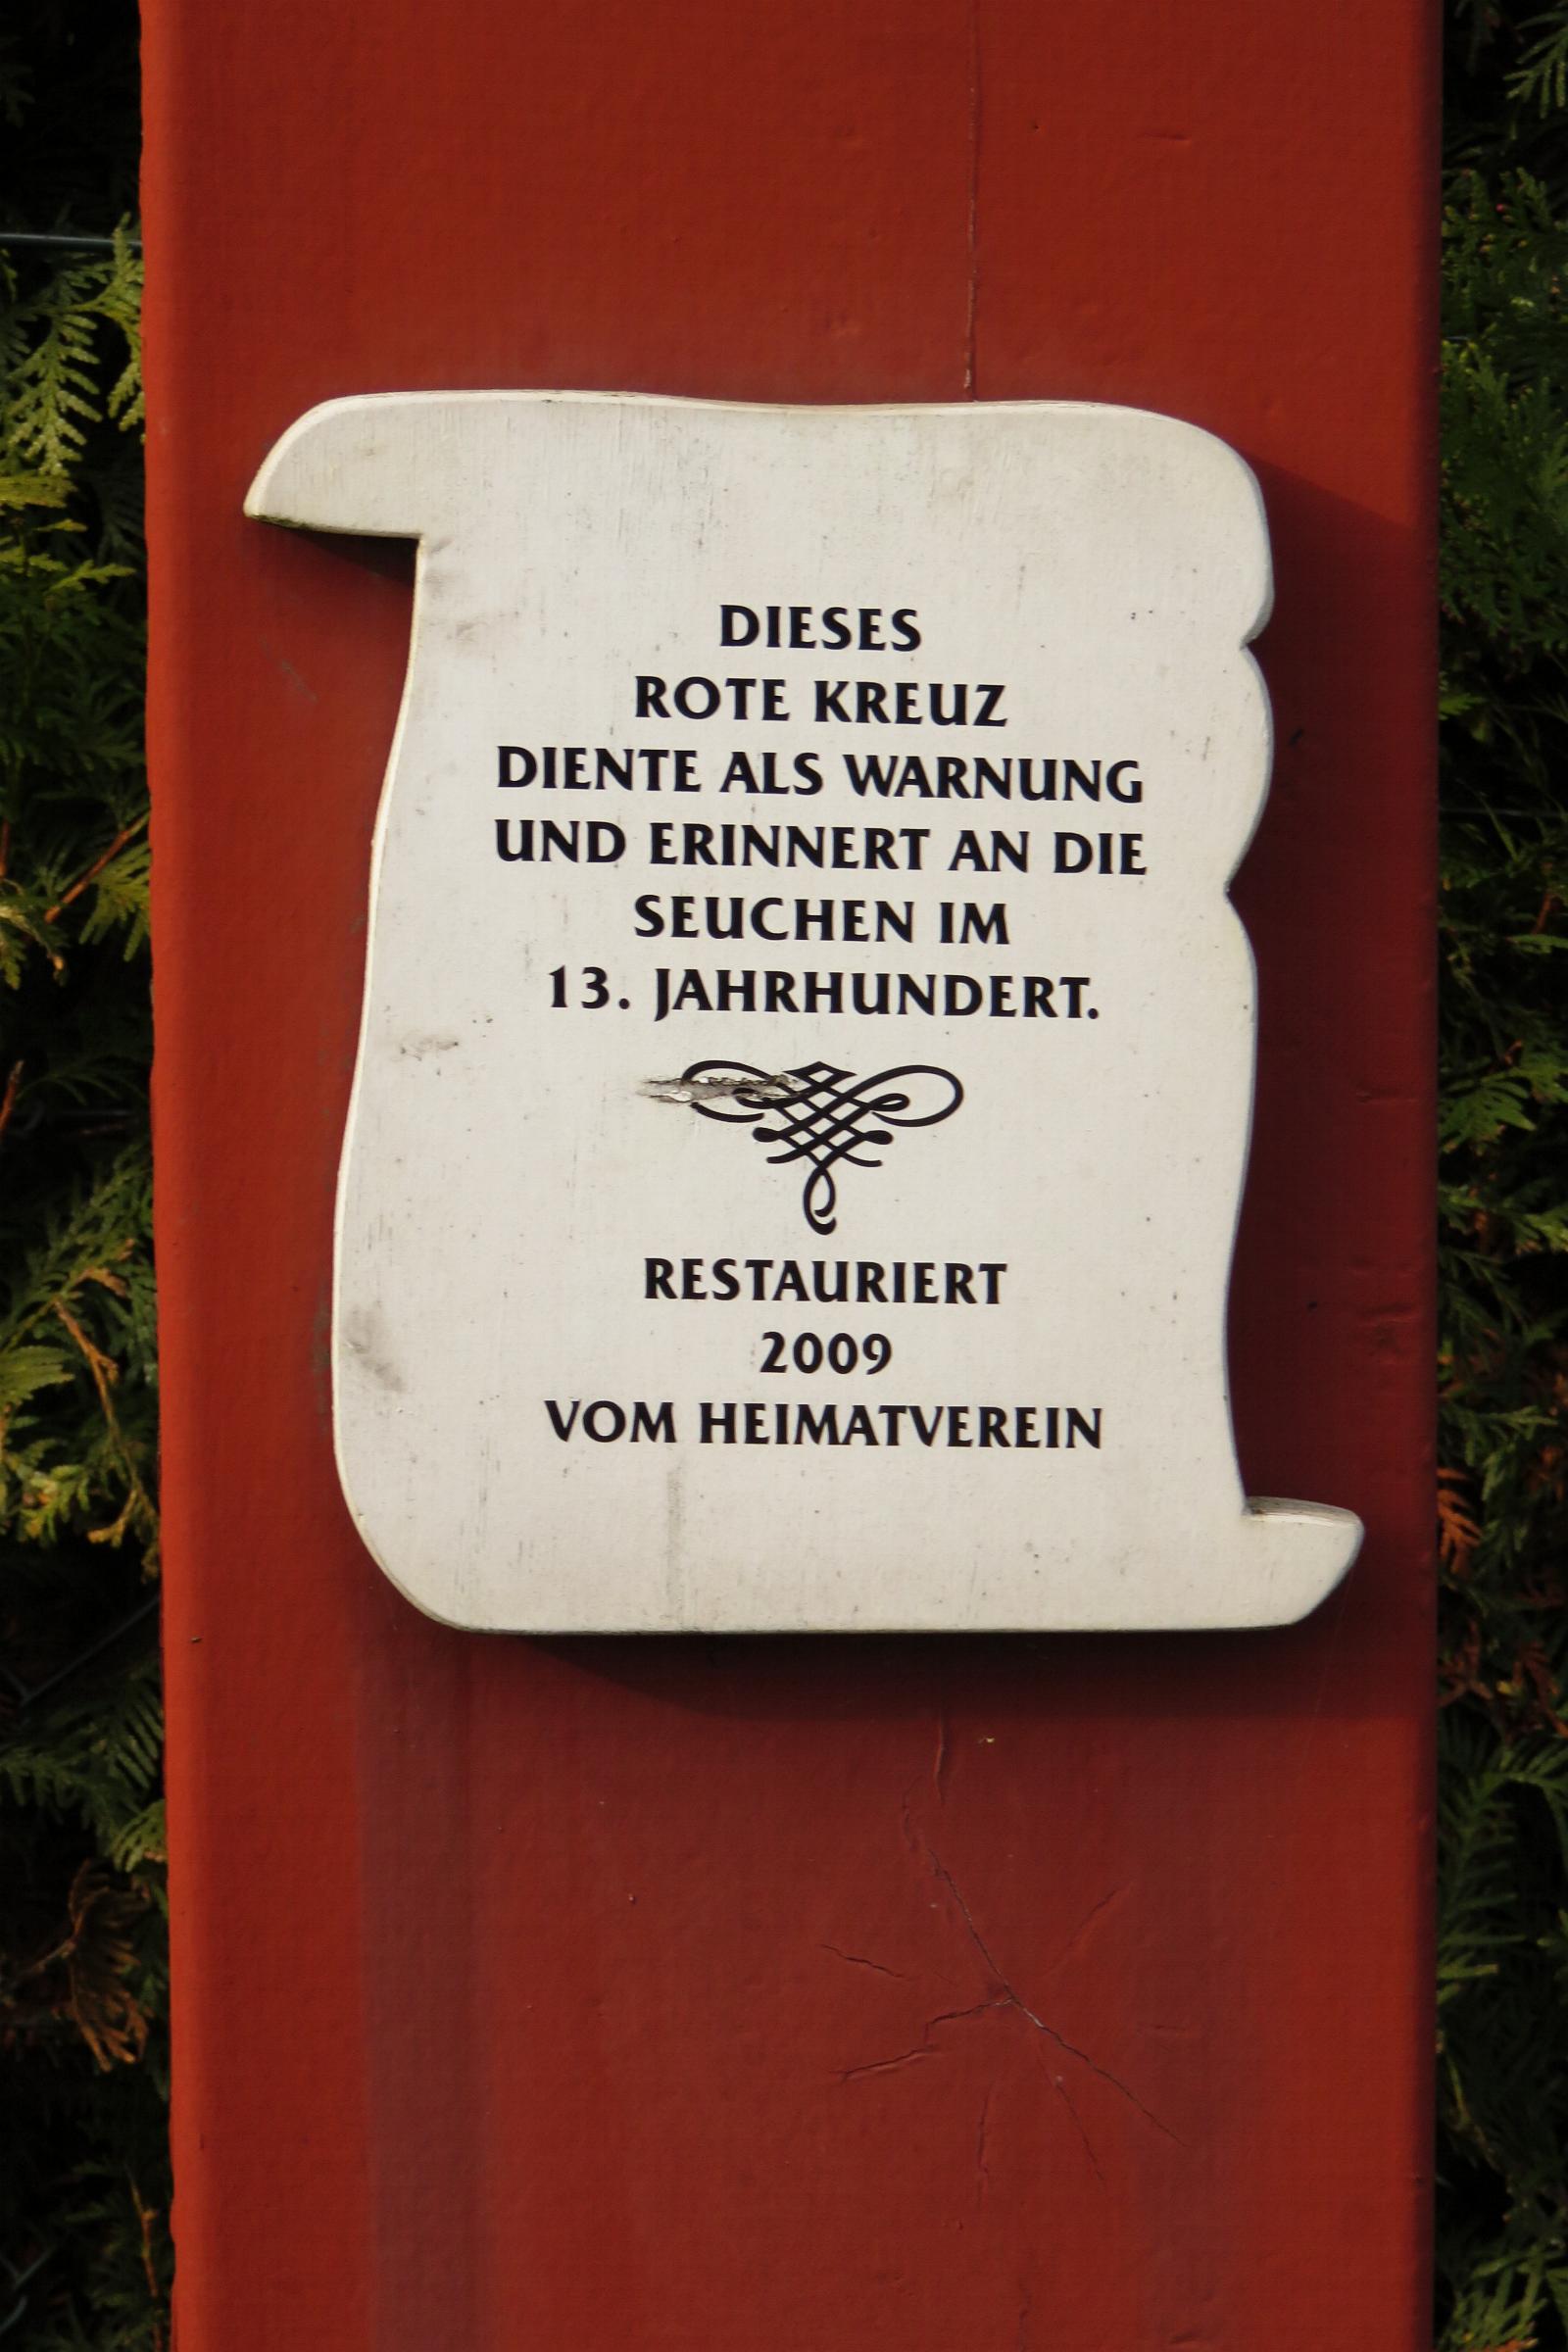 DIESES
ROTE KREUZ
DIENTE ALS WARNUNG
UND ERINNERT AN DIE
SEUCHEN IM
13. JAHRHUNDERT.
RESTAURIERT
2009
VOM HEIMATVEREIN